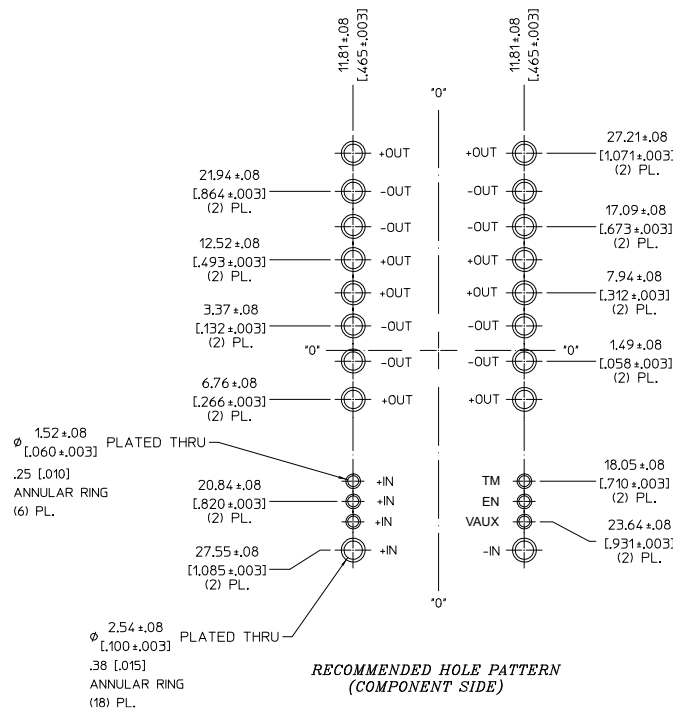 11.81±.08
[.465±.003]
11.81±.08
[.465±.003]
"0"
+OUT
+OUT
27.21±.08
[1.071±.003]
(2) PL.
21.94±.08
[.864±.003]
(2) PL.
-OUT
-OUT
17.09±.08
[.673±.003]
(2) PL.
-OUT
-OUT
12.52±.08
[.493±.003]
(2) PL.
+OUT
+OUT
7.94±.08
[.312±.003]
(2) PL.
+OUT
+OUT
3.37±.08
[.132±.003]
(2) PL.
-OUT
-OUT
1.49±.08
[.058±.003]
(2) PL.
"0"
"0"
-OUT
-OUT
6.76±.08
[.266±.003]
(2) PL.
+OUT
+OUT
ø 1.52±.08
[.060±.003]
PLATED THRU
.25 [.010]
ANNULAR RING
(6) PL.
+IN
TM
18.05±.08
[.710±.003]
(2) PL.
20.84±.08
[.820±.003]
(2) PL.
+IN
EN
+IN
VAUX
23.64±.08
[.931±.003]
(2) PL.
27.55±.08
[1.085±.003]
(2) PL.
+IN
-IN
"0"
ø 2.54±.08
[.100±.003]
PLATED THRU
.38 [.015]
ANNULAR RING
(18) PL.
RECOMMENDED HOLE PATTERN
(COMPONENT SIDE)